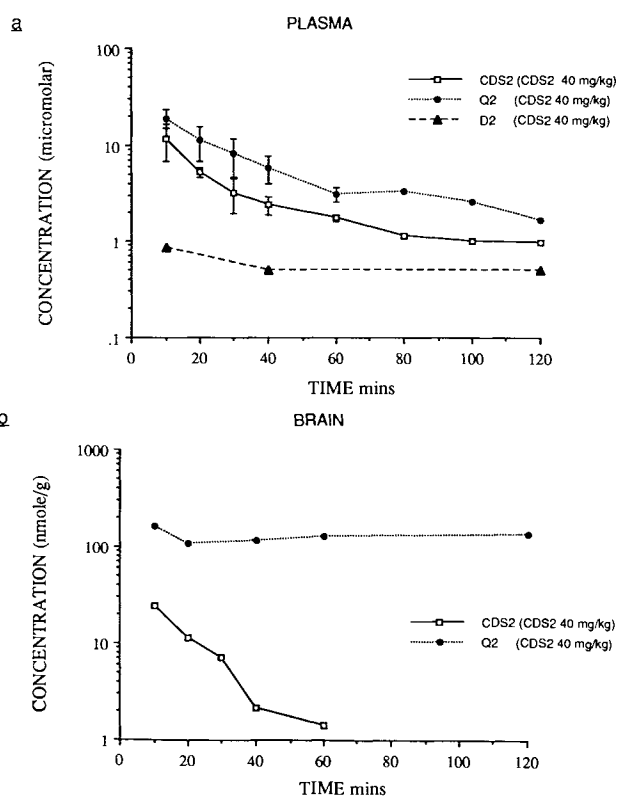 a
PLASMA
100
10
1
.1
CONCENTRATION (micromolar)
CDS2 (CDS2 40 mg/kg)
Q2 (CDS2 40 mg/kg)
D2 (CDS2 40 mg/kg)
0 20 40 60 80 100 120
TIME mins
BRAIN
1000
100
10
1
CONCENTRATION (nmole/g)
CDS2 (CDS2 40 mg/kg)
Q2 (CDS2 40 mg/kg)
0 20 40 60 80 100 120
TIME mins